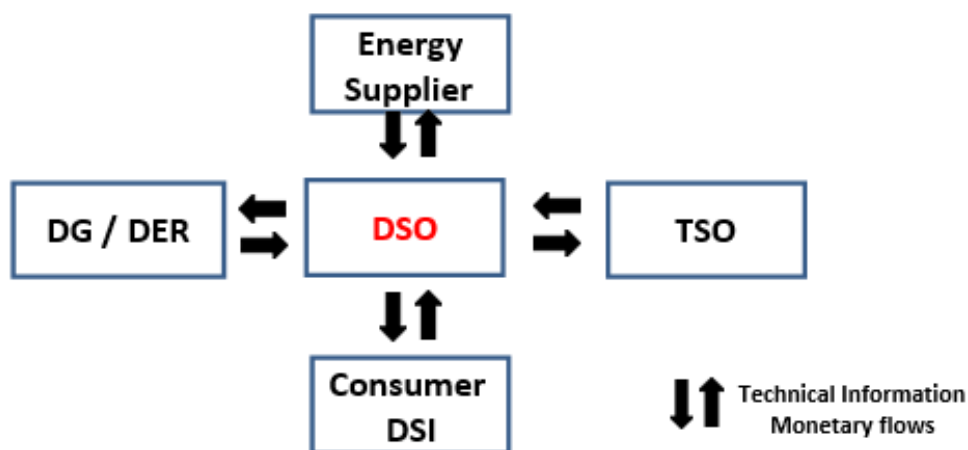 Energy
Supplier
DG / DER
DSO
TSO
Consumer
DSI
Technical Information
Monetary flows